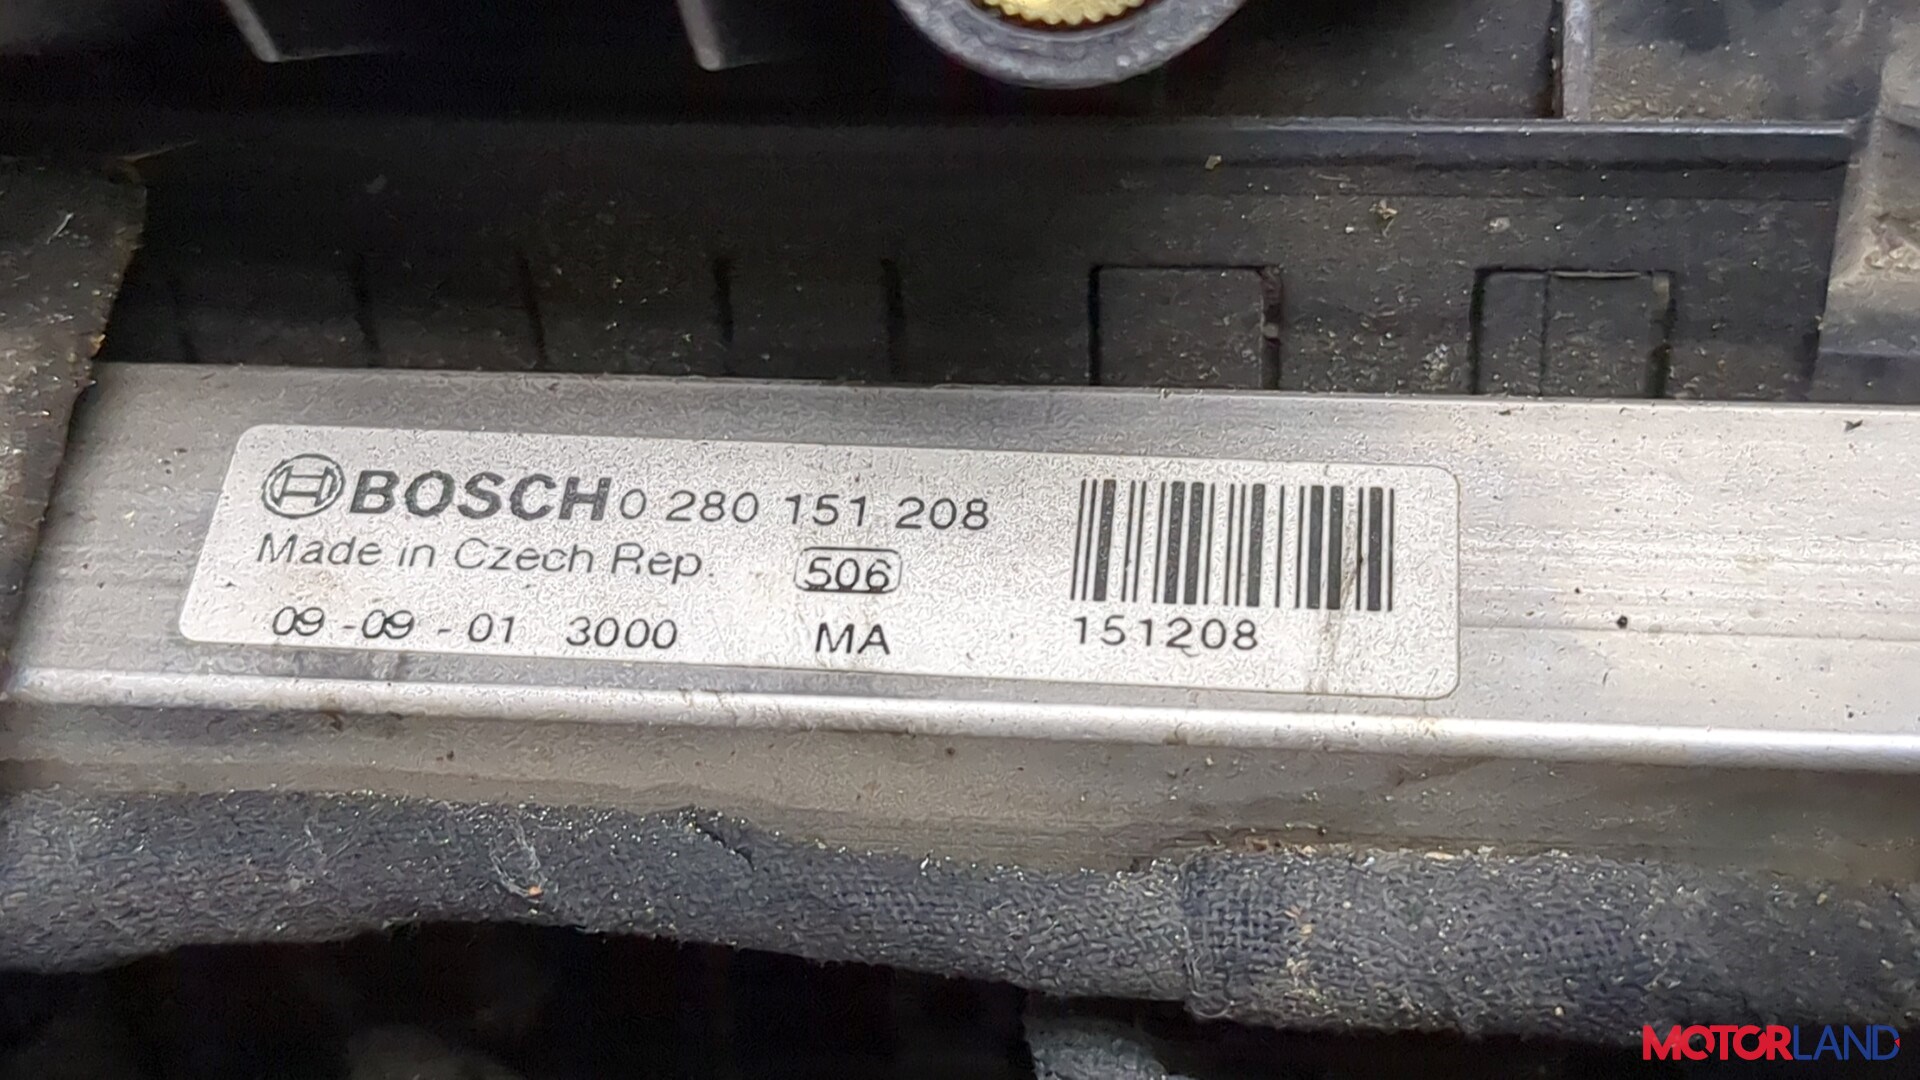 BOSCH 0 280 151 208
Made in Czech Rep. 506
09-09-01 3000 MA 151208
MOTORLAND